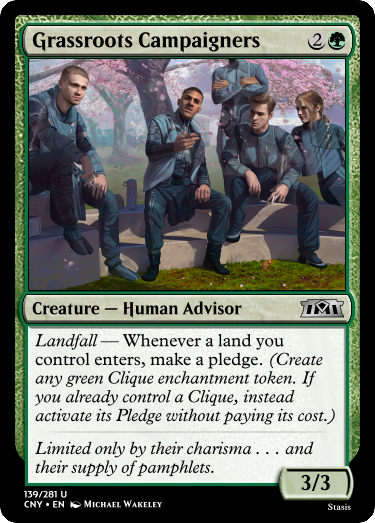 Grassroots Campaigners 2
Creature — Human Advisor
Landfall — Whenever a land you
control enters, make a pledge. (Create
any green Clique enchantment token. If
you already control a Clique, instead
activate its Pledge without paying its cost.)
Limited only by their charisma . . . and
their supply of pamphlets.
3/3
139/281 U
CNY • EN Michael Wakeley
Stasis